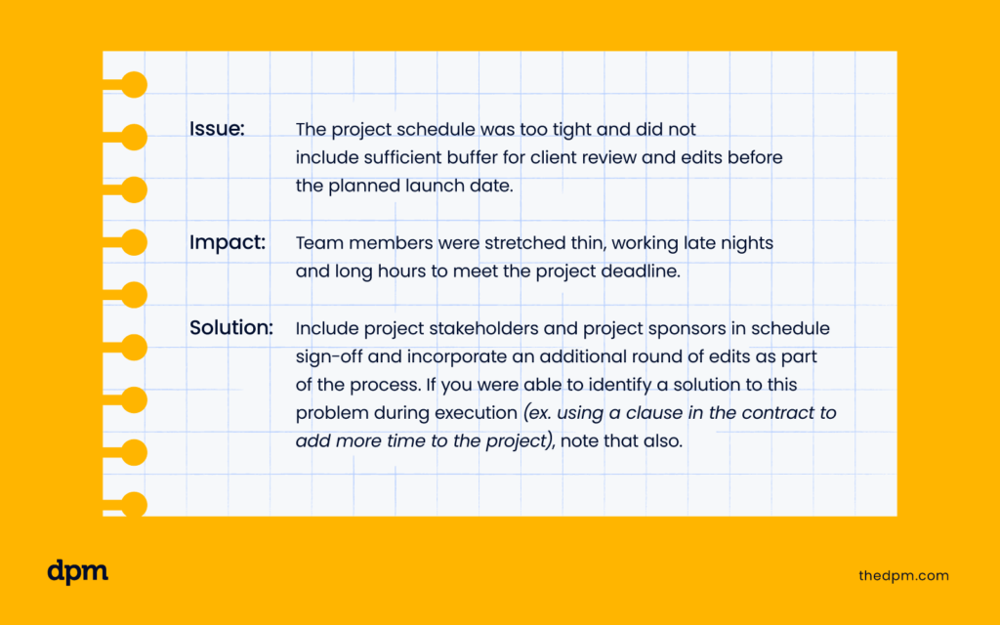 Issue: The project schedule was too tight and did not
include sufficient buffer for client review and edits before
the planned launch date.
Impact: Team members were stretched thin, working late nights
and long hours to meet the project deadline.
Solution: Include project stakeholders and project sponsors in schedule
sign-off and incorporate an additional round of edits as part
of the process. If you were able to identify a solution to this
problem during execution (ex. using a clause in the contract to
add more time to the project), note that also.
dpm
thedpm.com